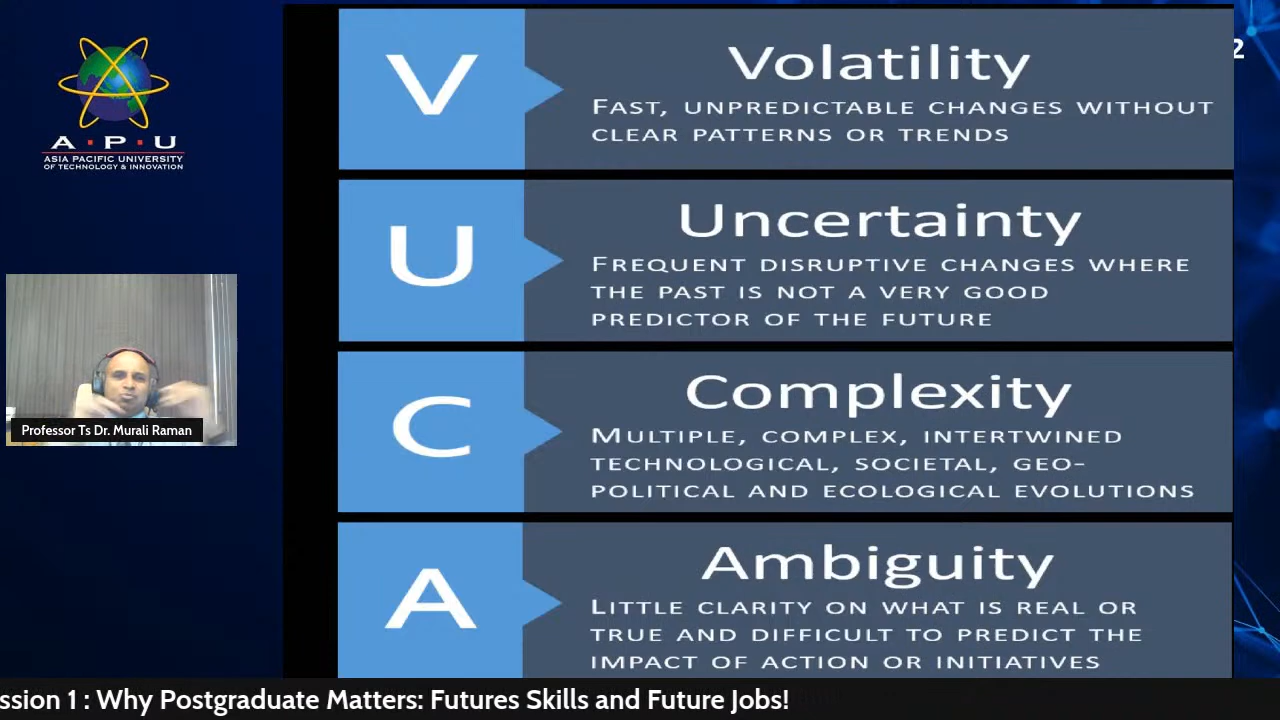 A·P·U
ASIA PACIFIC UNIVERSITY
OF TECHNOLOGY & INNOVATION
2
V
Volatility
FAST, UNPREDICTABLE CHANGES WITHOUT
CLEAR PATTERNS OR TRENDS
U
Uncertainty
FREQUENT DISRUPTIVE CHANGES WHERE
THE PAST IS NOT A VERY GOOD
PREDICTOR OF THE FUTURE
C
Complexity
MULTIPLE, COMPLEX, INTERTWINED
TECHNOLOGICAL, SOCIETAL, GEO-
POLITICAL AND ECOLOGICAL EVOLUTIONS
A
Ambiguity
LITTLE CLARITY ON WHAT IS REAL OR
TRUE AND DIFFICULT TO PREDICT THE
IMPACT OF ACTION OR INITIATIVES
Professor Ts Dr. Murali Raman
ssion 1 : Why Postgraduate Matters: Futures Skills and Future Jobs!